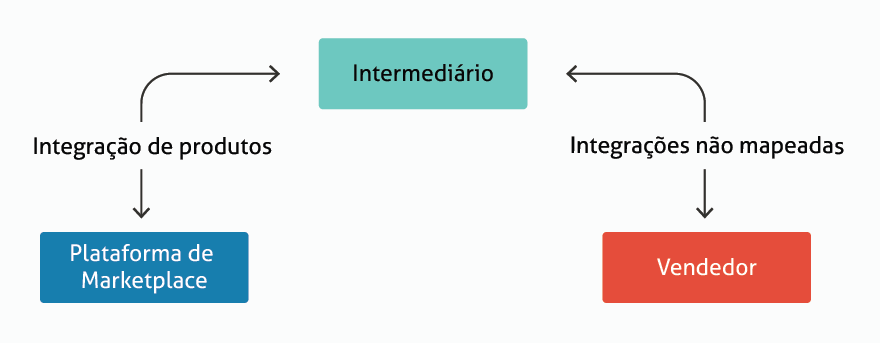 Intermediário
Integração de produtos
Integrações não mapeadas
Plataforma de
Marketplace
Vendedor